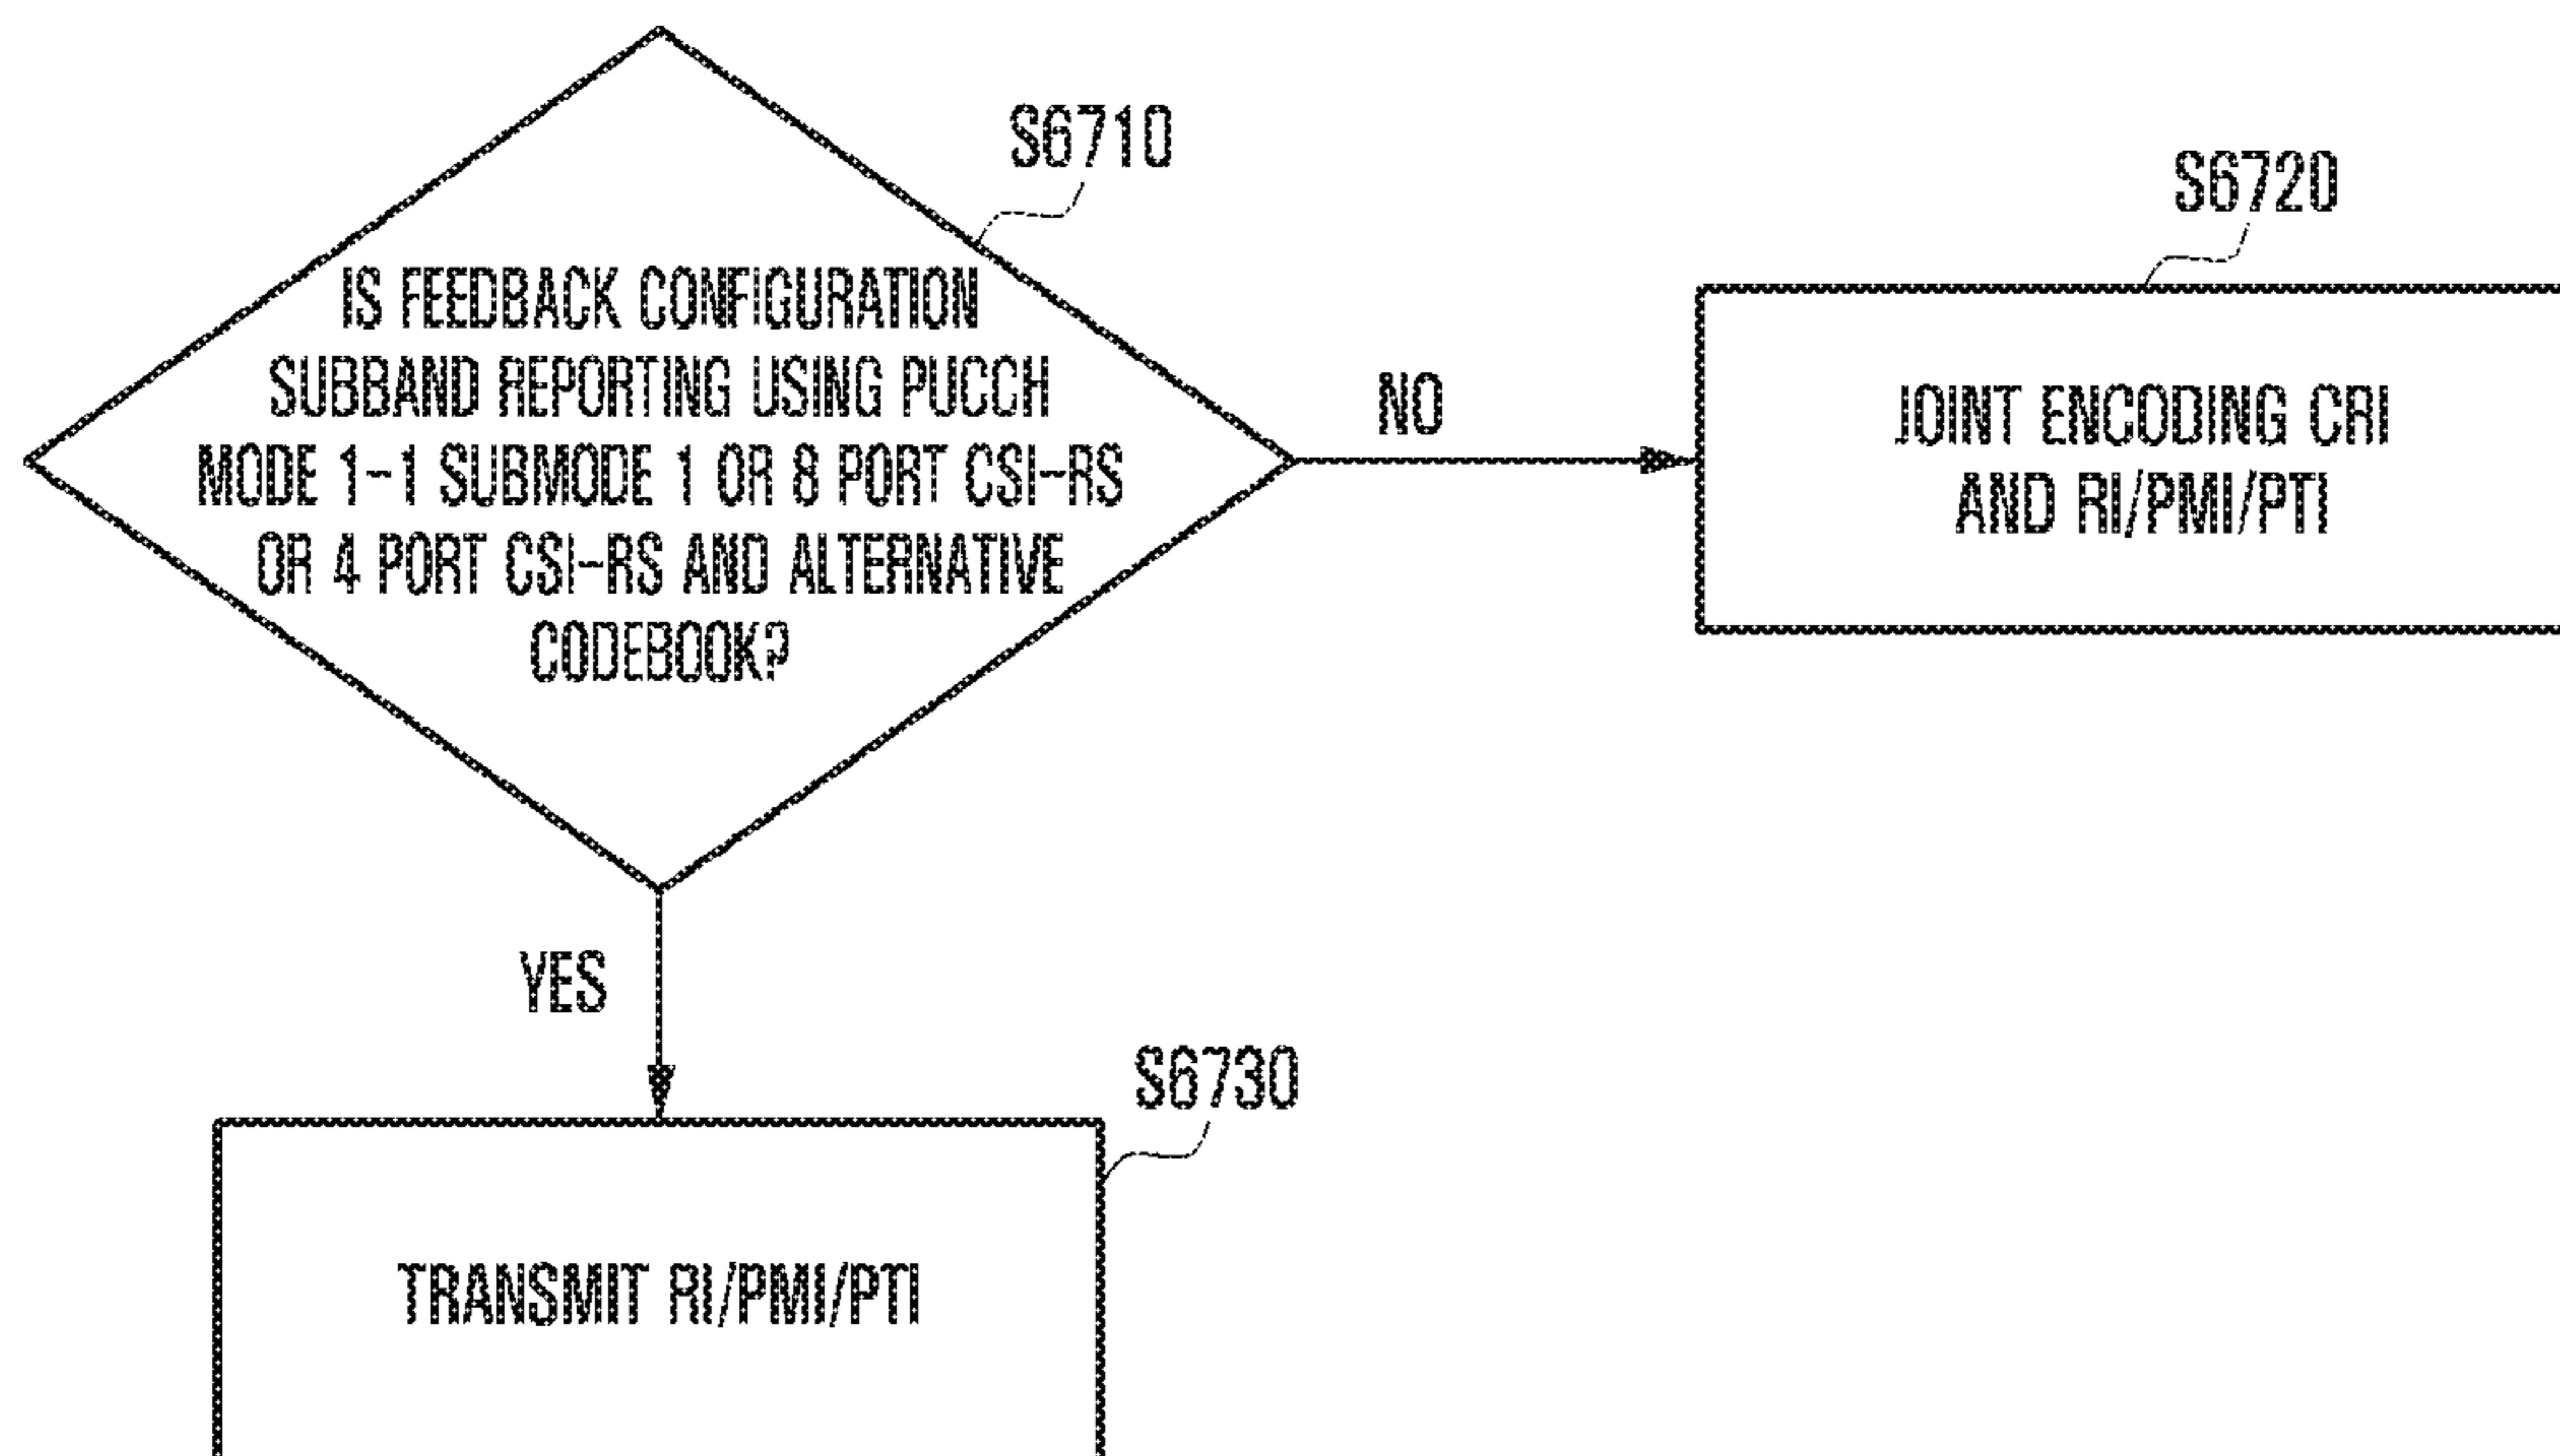 S6710
IS FEEDBACK CONFIGURATION
SUBBAND REPORTING USING PUCCH
MODE 1-1 SUBMODE 1 OR 8 PORT CSI-RS
OR 4 PORT CSI-RS AND ALTERNATIVE
CODEBOOK?
NO
S6720
JOINT ENCODING CRI
AND RI/PMI/PTI
YES
S6730
TRANSMIT RI/PMI/PTI